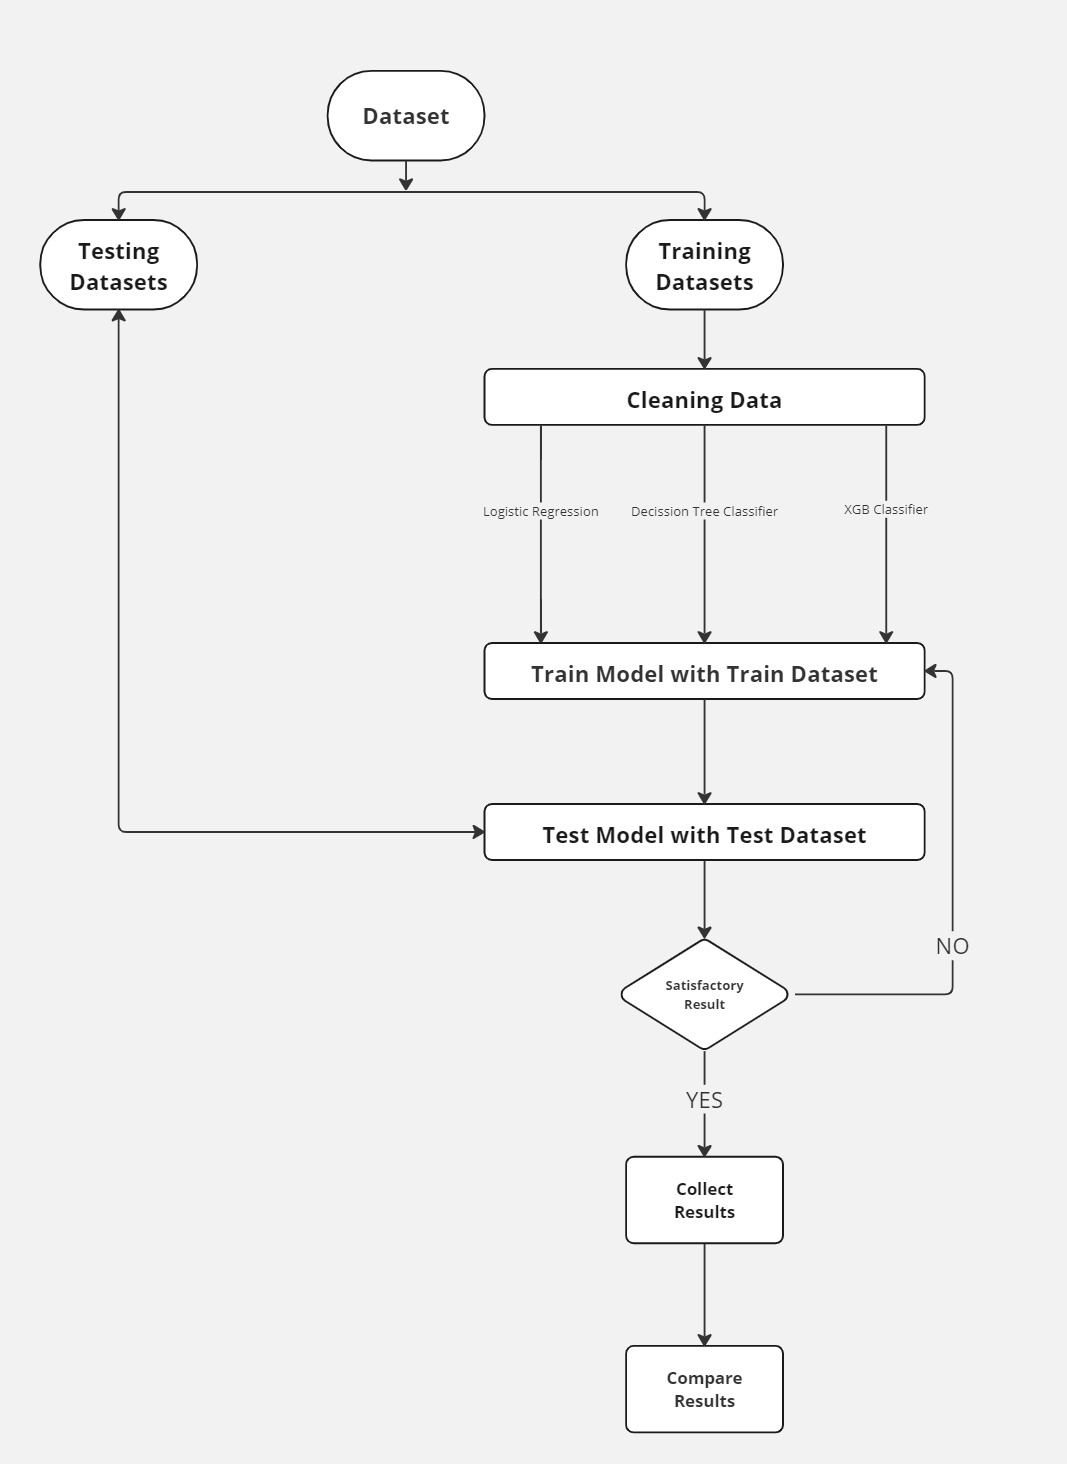 Dataset
Testing
Datasets
Training
Datasets
Cleaning Data
Logistic Regression
Decission Tree Classifier
XGB Classifier
Train Model with Train Dataset
Test Model with Test Dataset
Satisfactory
Result
NO
YES
Collect
Results
Compare
Results